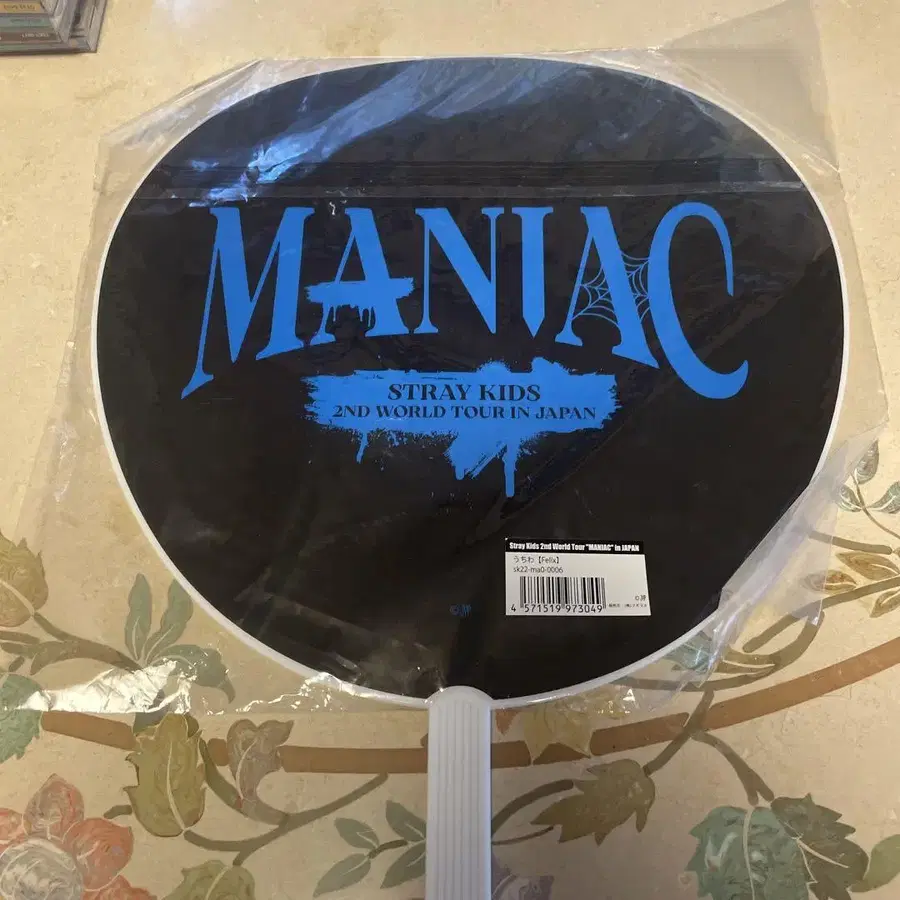 MANIAC
STRAY KIDS
2ND WORLD TOUR IN JAPAN
Stray Kids 2nd World Tour "MANIAC" in JAPAN
うちわ【Felix】
sk22-ma0-0006
4 571519 973049